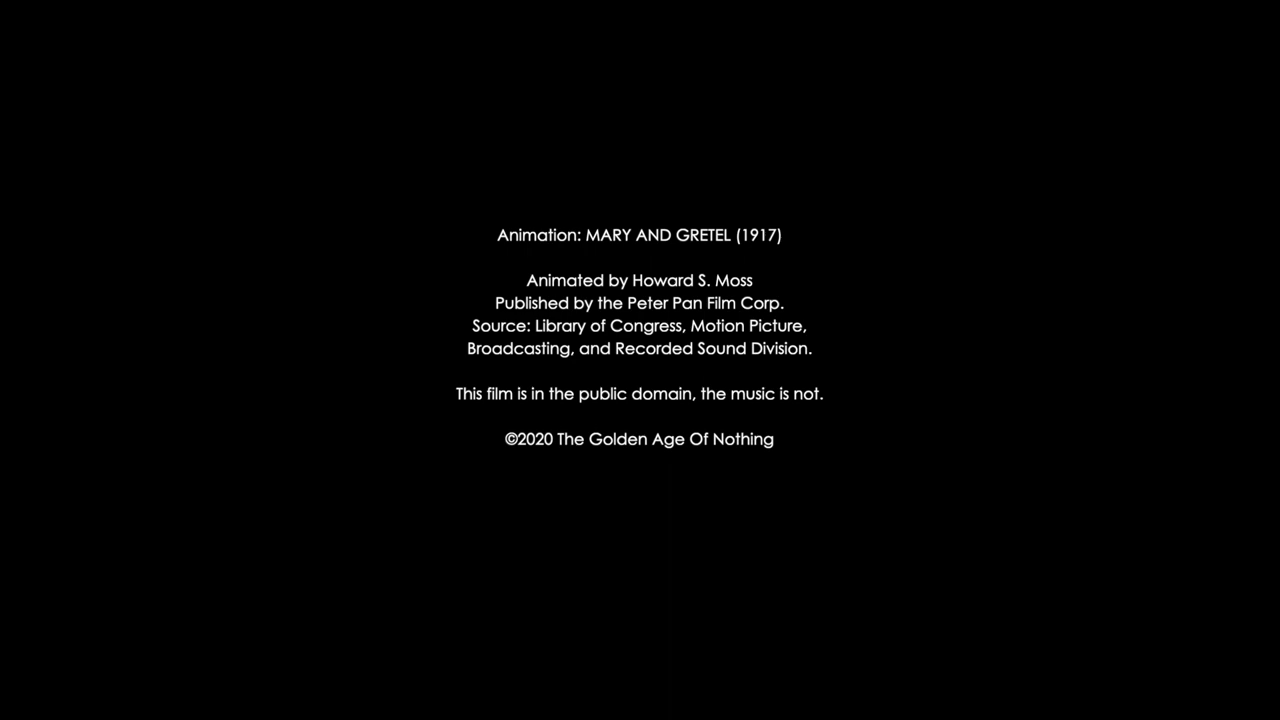 Animation: MARY AND GRETEL (1917)
Animated by Howard S. Moss
Published by the Peter Pan Film Corp.
Source: Library of Congress, Motion Picture,
Broadcasting, and Recorded Sound Division.
This film is in the public domain, the music is not.
©2020 The Golden Age Of Nothing